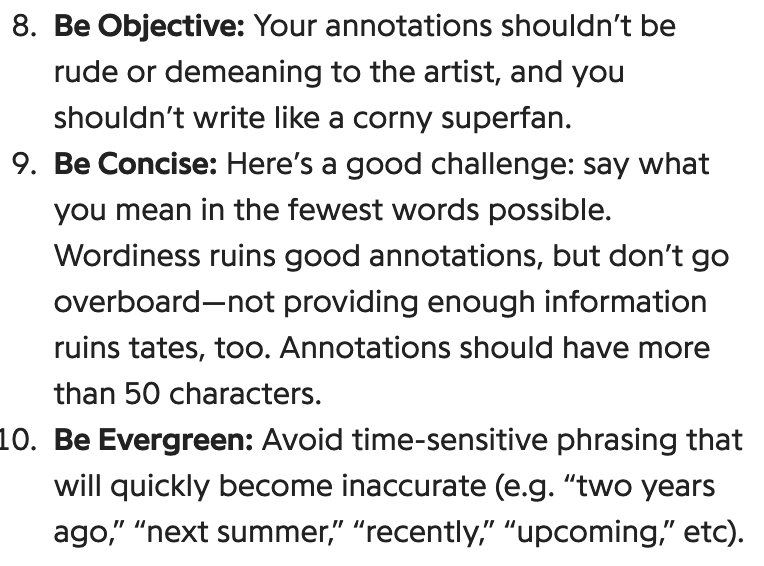 8. Be Objective: Your annotations shouldn’t be
rude or demeaning to the artist, and you
shouldn’t write like a corny superfan.
9. Be Concise: Here’s a good challenge: say what
you mean in the fewest words possible.
Wordiness ruins good annotations, but don’t go
overboard—not providing enough information
ruins tates, too. Annotations should have more
than 50 characters.
10. Be Evergreen: Avoid time-sensitive phrasing that
will quickly become inaccurate (e.g. “two years
ago,” “next summer,” “recently,” “upcoming,” etc).